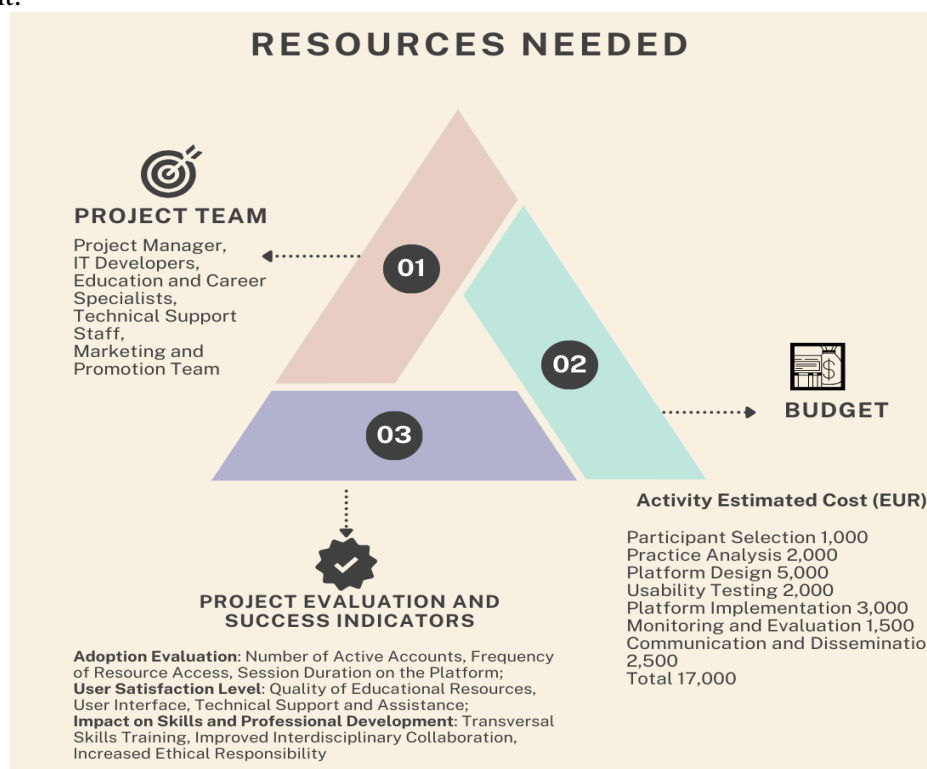 it.
RESOURCES NEEDED
PROJECT TEAM
Project Manager,
IT Developers,
Education and Career
Specialists,
Technical Support
Staff,
Marketing and
Promotion Team
01
02
03
BUDGET
Activity Estimated Cost (EUR)
Participant Selection 1,000
Practice Analysis 2,000
Platform Design 5,000
Usability Testing 2,000
Platform Implementation 3,000
Monitoring and Evaluation 1,500
Communication and Disseminatio
2,500
Total 17,000
PROJECT EVALUATION AND
SUCCESS INDICATORS
Adoption Evaluation: Number of Active Accounts, Frequency
of Resource Access, Session Duration on the Platform;
User Satisfaction Level: Quality of Educational Resources,
User Interface, Technical Support and Assistance;
Impact on Skills and Professional Development: Transversal
Skills Training, Improved Interdisciplinary Collaboration,
Increased Ethical Responsibility